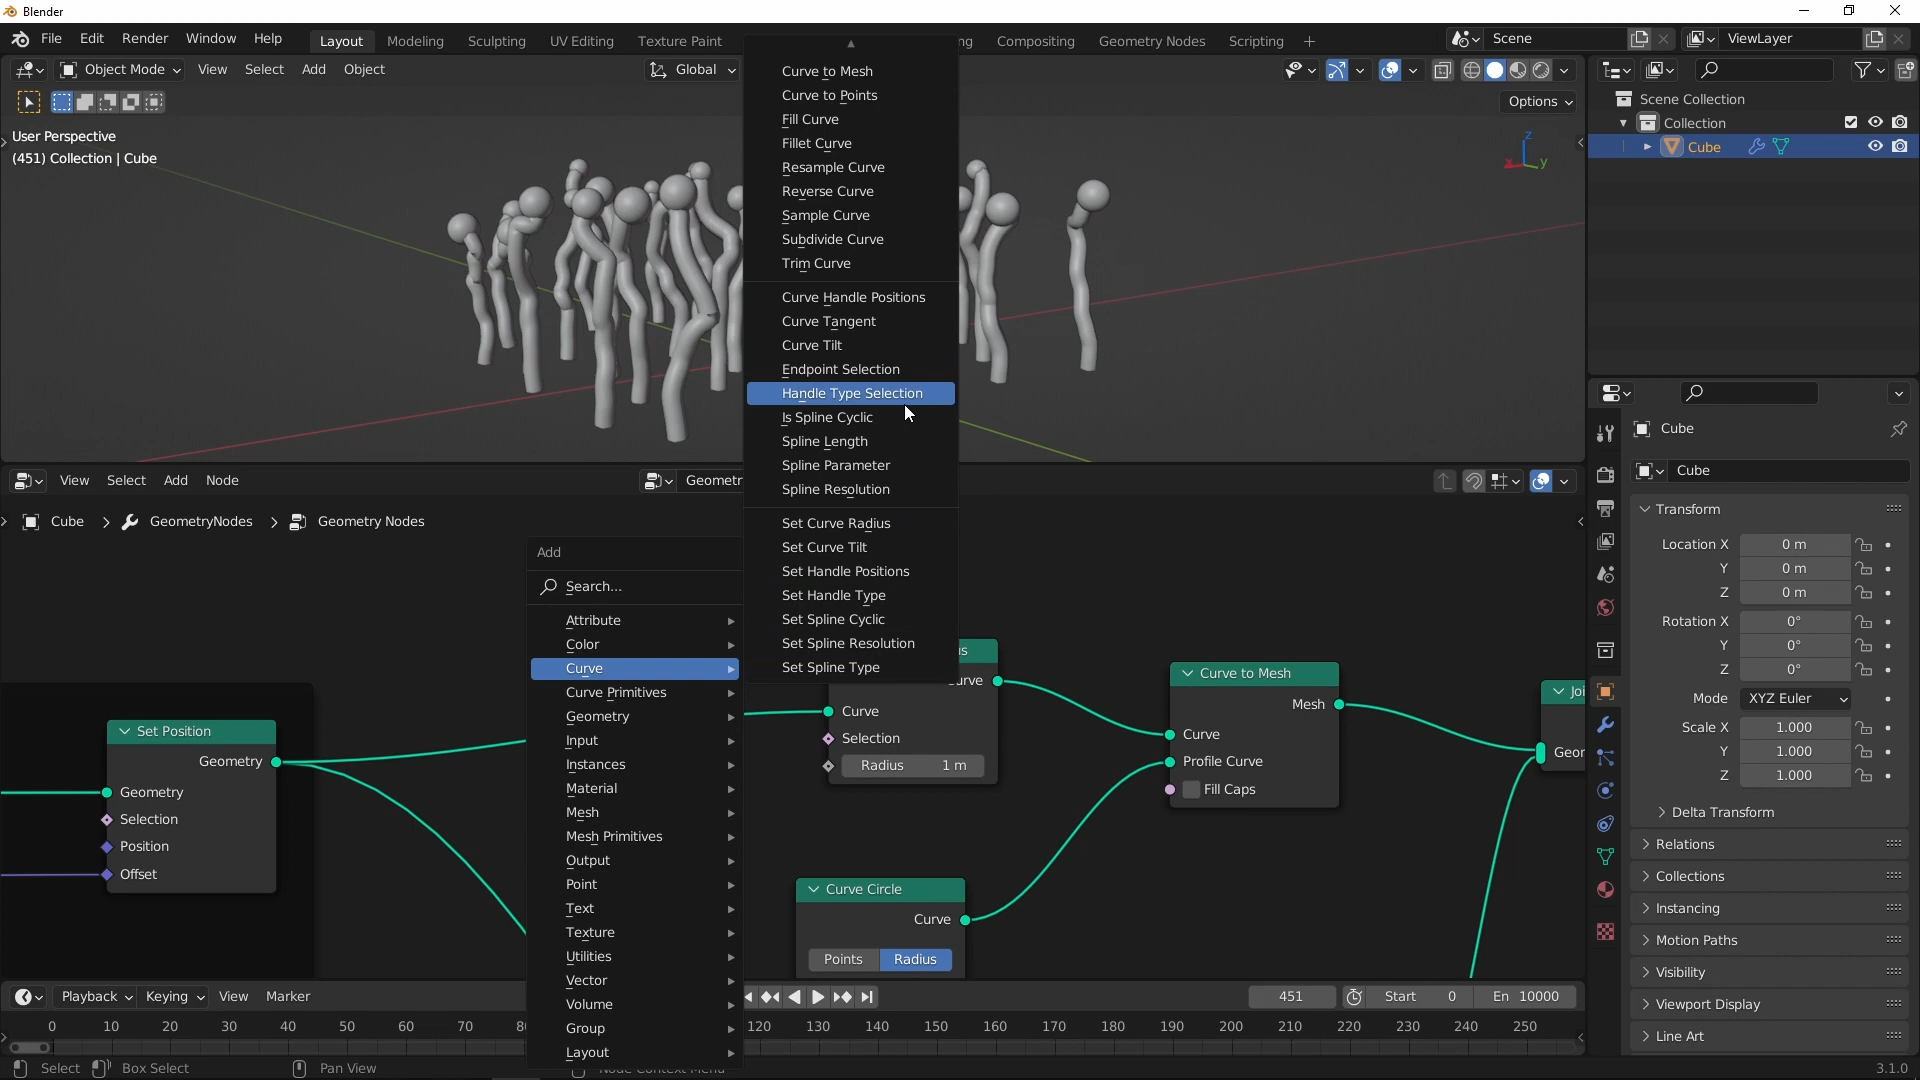 Blender
File Edit Render Window Help
Layout Modeling Sculpting UV Editing Texture Paint ng Compositing Geometry Nodes Scripting +
Scene
ViewLayer
Object Mode View Select Add Object
Global
Options
User Perspective
(451) Collection | Cube
Z
X
Y
Scene Collection
Collection
Cube
Curve to Mesh
Curve to Points
Fill Curve
Fillet Curve
Resample Curve
Reverse Curve
Sample Curve
Subdivide Curve
Trim Curve
Curve Handle Positions
Curve Tangent
Curve Tilt
Endpoint Selection
Handle Type Selection
Is Spline Cyclic
Spline Length
Spline Parameter
Spline Resolution
Set Curve Radius
Set Curve Tilt
Set Handle Positions
Set Handle Type
Set Spline Cyclic
Set Spline Resolution
Set Spline Type
View Select Add Node
Geometr
Cube > GeometryNodes > Geometry Nodes
Add
Search...
Attribute
Color
Curve
Curve Primitives
Geometry
Input
Instances
Material
Mesh
Mesh Primitives
Output
Point
Text
Texture
Utilities
Vector
Volume
Group
Layout
Set Position
Geometry
Geometry
Selection
Position
Offset
us
urve
Curve
Selection
Radius 1 m
Curve Circle
Curve
Points Radius
Curve to Mesh
Mesh
Curve
Profile Curve
Fill Caps
Joi
Geor
Cube
Cube
Transform
Location X 0 m
Y 0 m
Z 0 m
Rotation X 0°
Y 0°
Z 0°
Mode XYZ Euler
Scale X 1.000
Y 1.000
Z 1.000
Delta Transform
Relations
Collections
Instancing
Motion Paths
Visibility
Viewport Display
Line Art
Playback Keying View Marker
451
Start 0
En 10000
0 10 20 30 40 50 60 70 8 120 130 140 150 160 170 180 190 200 210 220 230 240 250
Select Box Select Pan View Node Context Menu
3.1.0